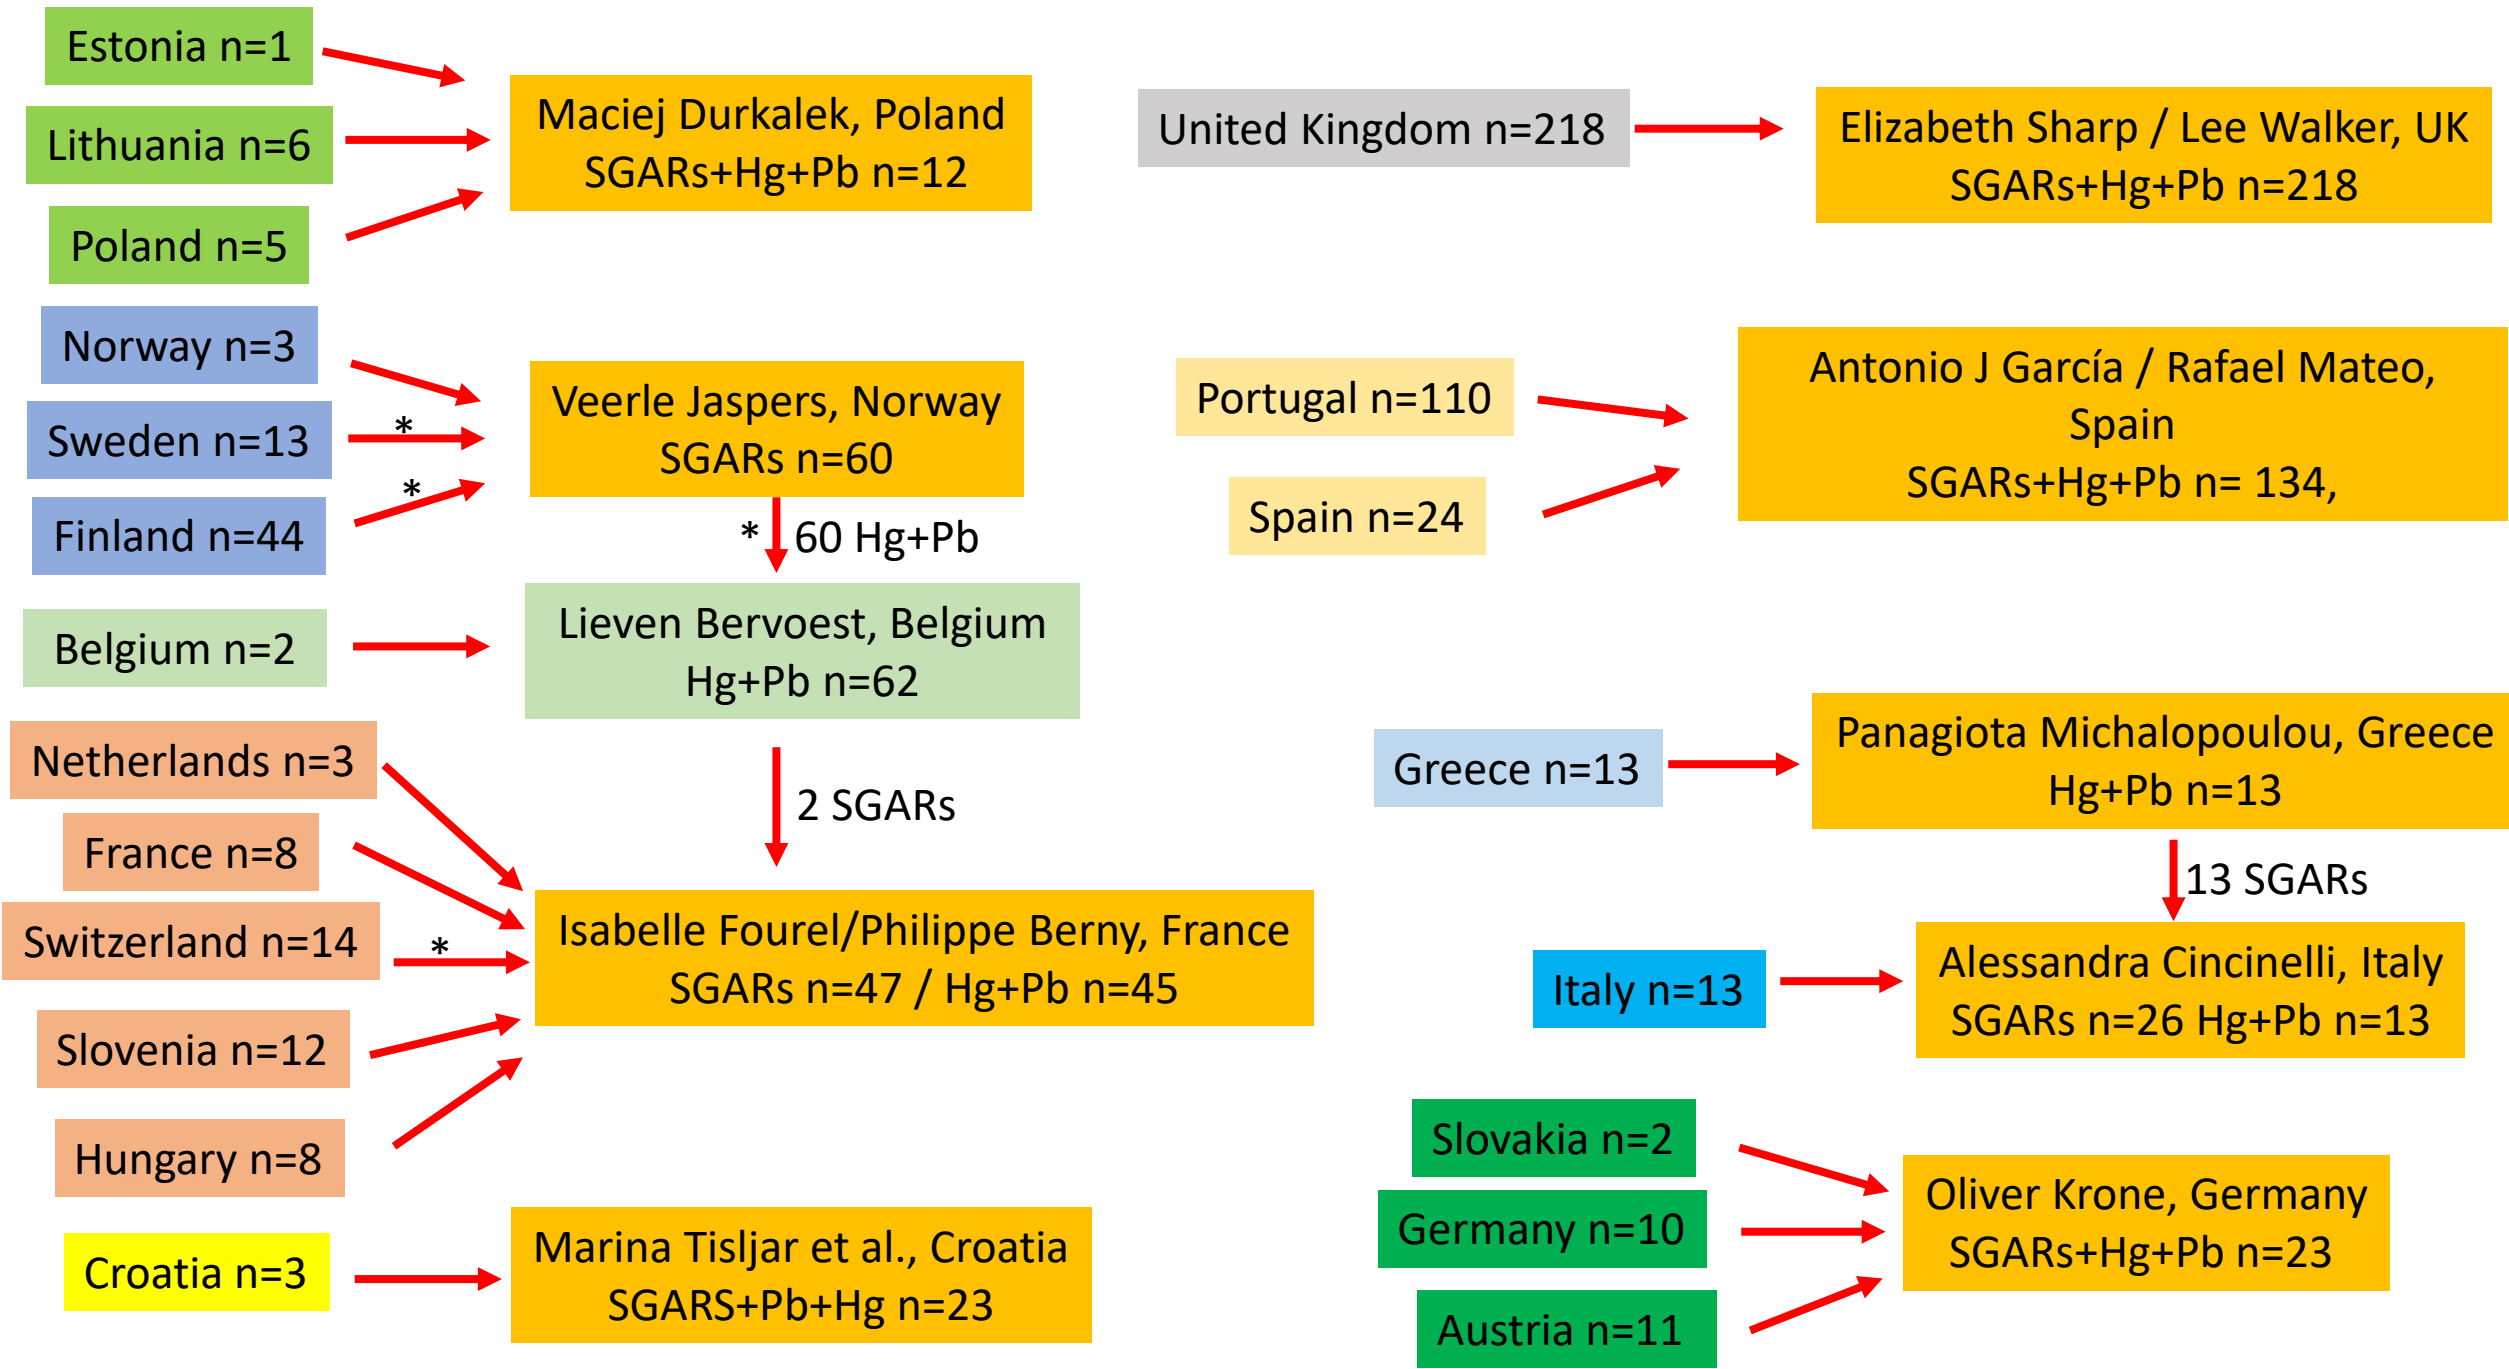 Estonia n=1
Lithuania n=6
Poland n=5
Maciej Durkalek, Poland
SGARs+Hg+Pb n=12
Norway n=3
Sweden n=13
*
Finland n=44
*
Veerle Jaspers, Norway
SGARs n=60
* 60 Hg+Pb
Belgium n=2
Lieven Bervoest, Belgium
Hg+Pb n=62
2 SGARs
Netherlands n=3
France n=8
Switzerland n=14
*
Slovenia n=12
Hungary n=8
Isabelle Fourel/Philippe Berny, France
SGARs n=47 / Hg+Pb n=45
Croatia n=3
Marina Tisljar et al., Croatia
SGARS+Pb+Hg n=23
United Kingdom n=218
Elizabeth Sharp / Lee Walker, UK
SGARs+Hg+Pb n=218
Portugal n=110
Spain n=24
Antonio J García / Rafael Mateo,
Spain
SGARs+Hg+Pb n= 134,
Greece n=13
Panagiota Michalopoulou, Greece
Hg+Pb n=13
13 SGARs
Italy n=13
Alessandra Cincinelli, Italy
SGARs n=26 Hg+Pb n=13
Slovakia n=2
Germany n=10
Austria n=11
Oliver Krone, Germany
SGARs+Hg+Pb n=23